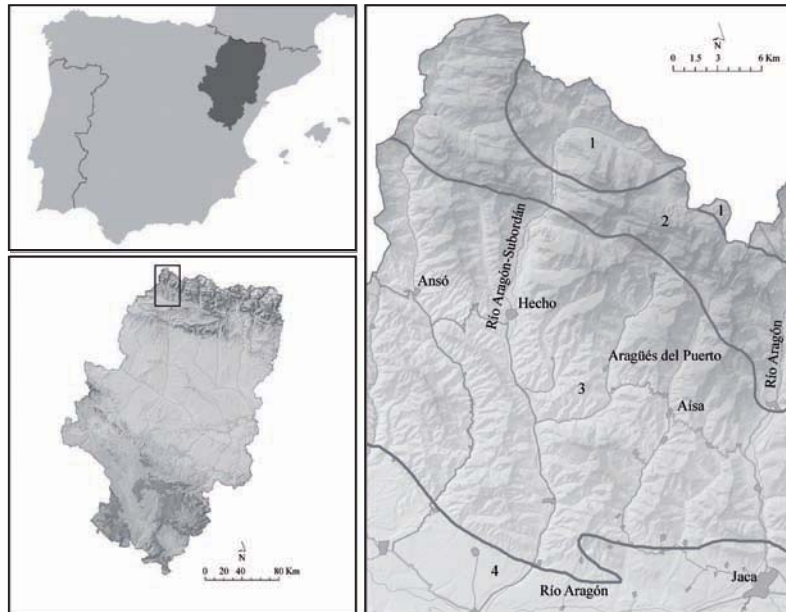 N
1.5 0 3 6 Km
1
1
2
Río Aragón-Subordán
Ansó
Hecho
Río Aragón
Aragüés del Puerto
3
Aísa
N
0 20 40 80 Km
4
Río Aragón
Jaca